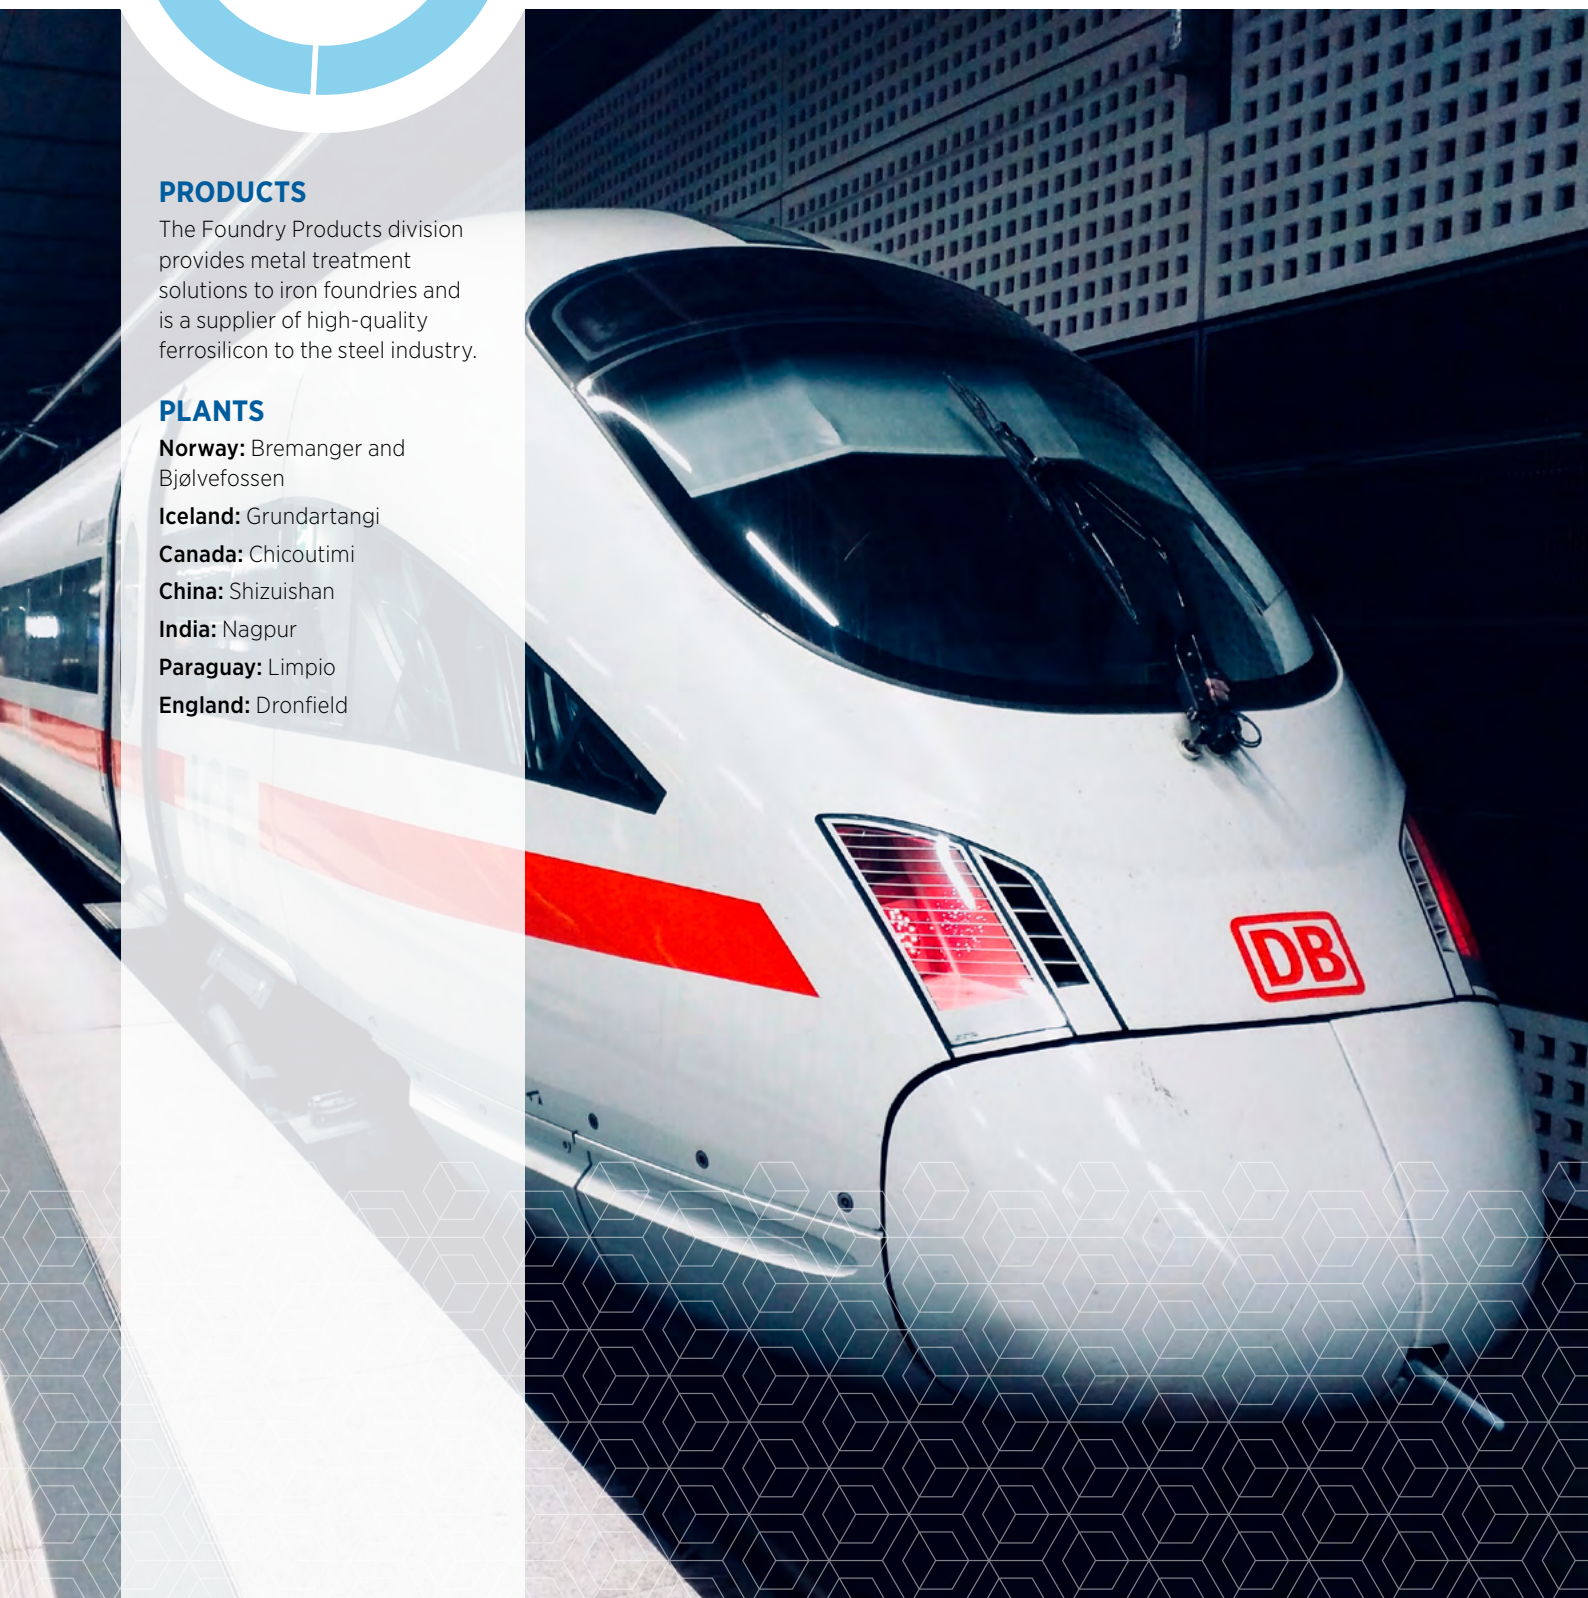 PRODUCTS
The Foundry Products division
provides metal treatment
solutions to iron foundries and
is a supplier of high-quality
ferrosilicon to the steel industry.
PLANTS
Norway: Bremanger and
Bjølvefossen
Iceland: Grundartangi
Canada: Chicoutimi
China: Shizuishan
India: Nagpur
Paraguay: Limpio
England: Dronfield
DB